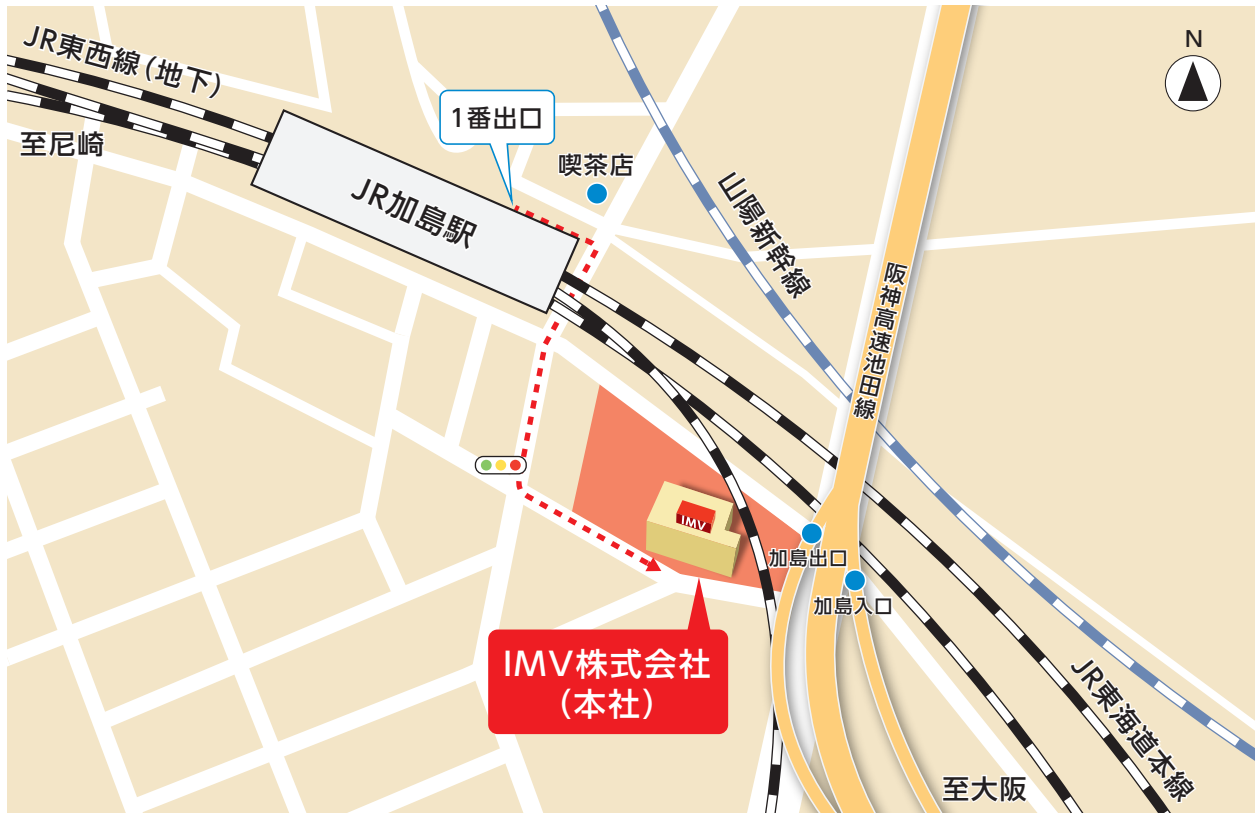 N
JR東西線(地下)
1番出口
至尼崎
喫茶店
JR加島駅
山陽新幹線
阪神高速池田線
IMV
加島出口
加島入口
IMV株式会社
(本社)
JR東海道本線
至大阪